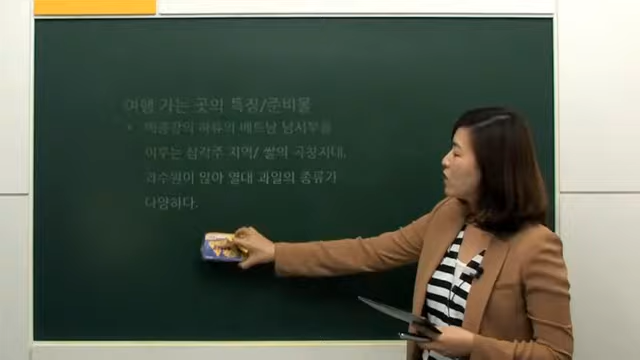 여행 가는 곳의 특징/준비물
• 메콩강의 하류의 베트남 남서부를
이루는 삼각주 지역/ 쌀의 곡창지대.
과수원이 많아 열대 과일의 종류가
다양하다.